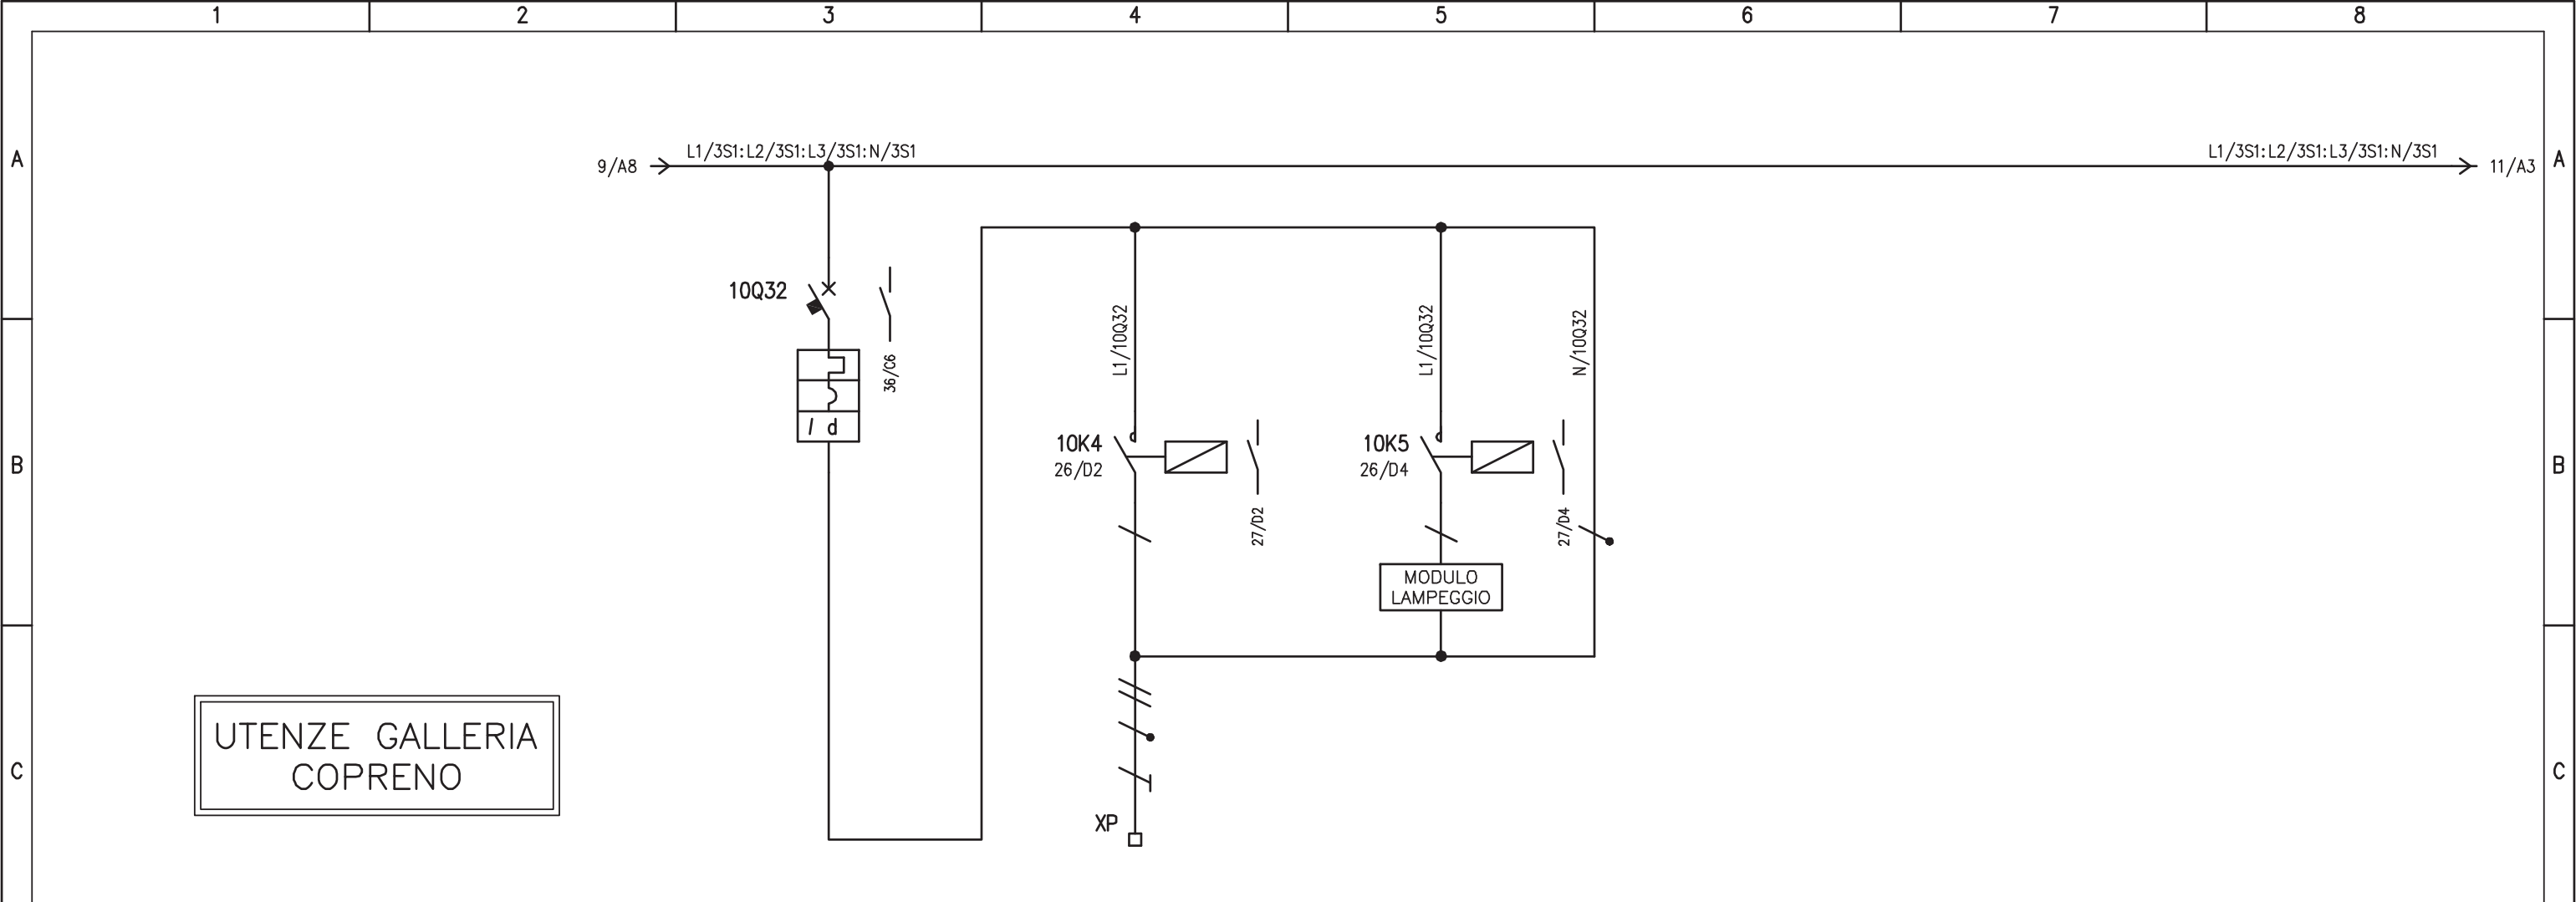 1 2 3 4 5 6 7 8
A A
L1/3S1:L2/3S1:L3/3S1:N/3S1
9/A8
L1/3S1:L2/3S1:L3/3S1:N/3S1
11/A3
10Q32
36/C6
I d
L1/10Q32
L1/10Q32
N/10Q32
B B
10K4
26/D2
27/D2
10K5
26/D4
27/D4
MODULO
LAMPEGGIO
C C
UTENZE GALLERIA
COPRENO
XP